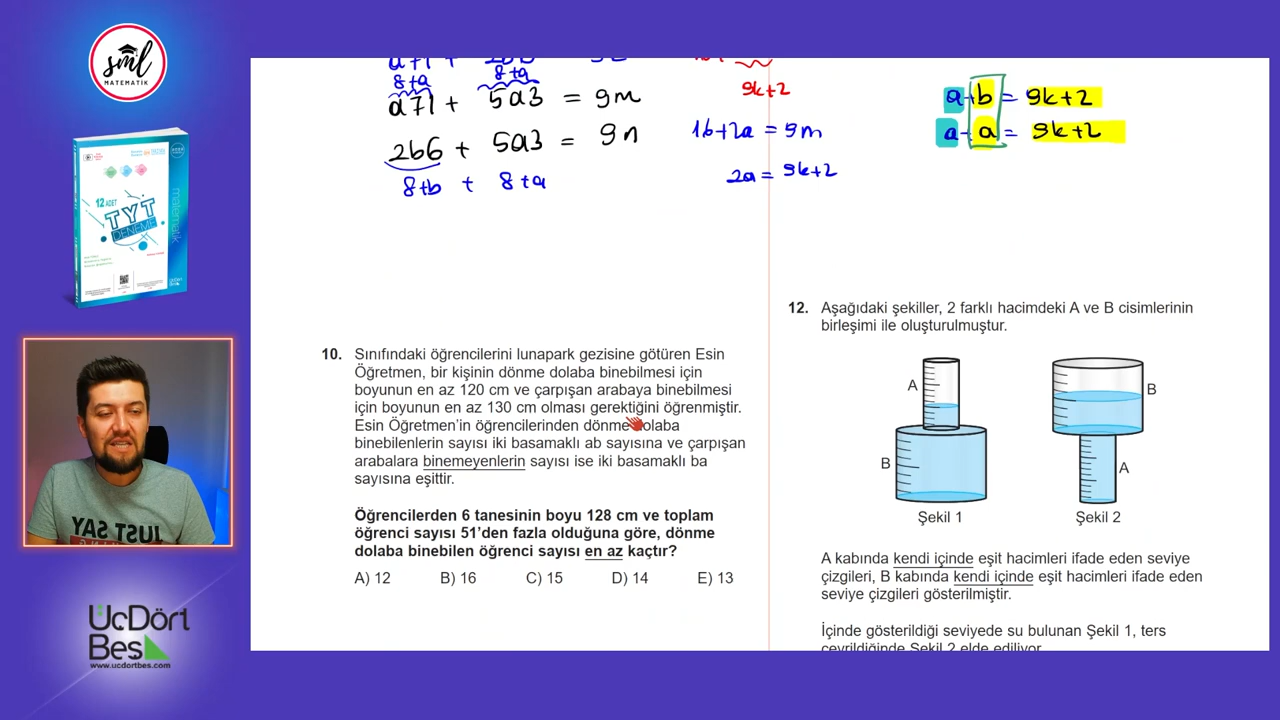 sml
MATEMATİK
12 ADET
TYT
DENEME
matematik
8+a
8+a
a71 + 5a3 = 9m
2b6 + 5a3 = 9n
8+b + 8+a
9k+2
16+2a = 9m
2a = 9k+2
a+b = 9k+2
a+a = 9k+2
10. Sınıfındaki öğrencilerini lunapark gezisine götüren Esin
Öğretmen, bir kişinin dönme dolaba binebilmesi için
boyunun en az 120 cm ve çarpışan arabaya binebilmesi
için boyunun en az 130 cm olması gerektiğini öğrenmiştir.
Esin Öğretmen'in öğrencilerinden dönme dolaba
binebilenlerin sayısı iki basamaklı ab sayısına ve çarpışan
arabalara binemeyenlerin sayısı ise iki basamaklı ba
sayısına eşittir.
Öğrencilerden 6 tanesinin boyu 128 cm ve toplam
öğrenci sayısı 51'den fazla olduğuna göre, dönme
dolaba binebilen öğrenci sayısı en az kaçtır?
A) 12 B) 16 C) 15 D) 14 E) 13
12. Aşağıdaki şekiller, 2 farklı hacimdeki A ve B cisimlerinin
birleşimi ile oluşturulmuştur.
A
B
B
A
Şekil 1
Şekil 2
A kabında kendi içinde eşit hacimleri ifade eden seviye
çizgileri, B kabında kendi içinde eşit hacimleri ifade eden
seviye çizgileri gösterilmiştir.
İçinde gösterildiği seviyede su bulunan Şekil 1, ters
çevrildiğinde Şekil 2 elde ediliyor.
JUST SAY
ÜcDört
Beş
www.ucdortbes.com